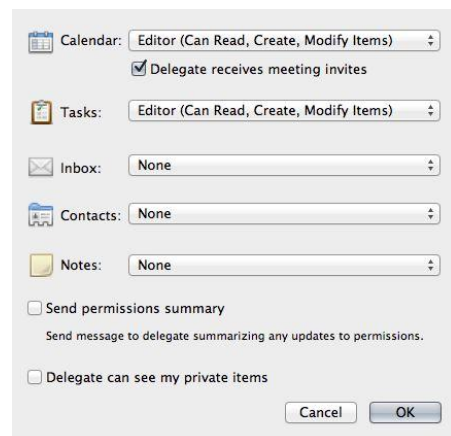 Calendar: Editor (Can Read, Create, Modify Items)
Delegate receives meeting invites
Tasks: Editor (Can Read, Create, Modify Items)
Inbox: None
Contacts: None
Notes: None
Send permissions summary
Send message to delegate summarizing any updates to permissions.
Delegate can see my private items
Cancel OK